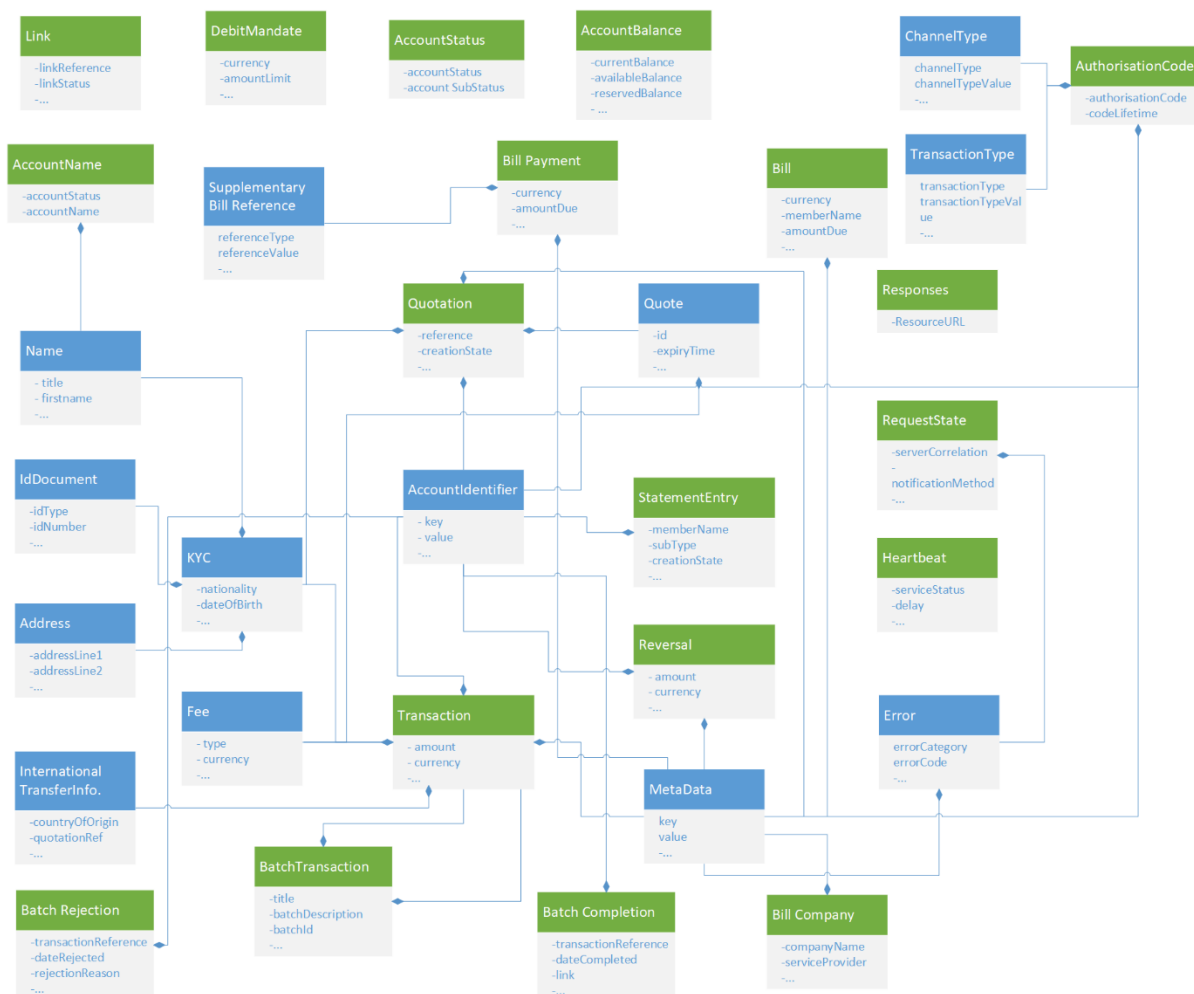 Link
-linkReference
-linkStatus
-...
DebitMandate
-currency
-amountLimit
-...
AccountStatus
-accountStatus
-account SubStatus
AccountBalance
-currentBalance
-availableBalance
-reservedBalance
- ...
ChannelType
channelType
channelTypeValue
-...
AuthorisationCode
-authorisationCode
-codeLifetime
AccountName
-accountStatus
-accountName
Supplementary
Bill Reference
referenceType
referenceValue
-...
Bill Payment
-currency
-amountDue
-...
Bill
-currency
-memberName
-amountDue
-...
TransactionType
transactionType
transactionTypeVal
ue
-...
Quotation
-reference
-creationState
-...
Quote
-id
-expiryTime
-...
Responses
-ResourceURL
Name
- title
- firstname
-...
RequestState
-serverCorrelation
-
notificationMethod
-...
IdDocument
-idType
-idNumber
-...
AccountIdentifier
- key
- value
-...
StatementEntry
-memberName
-subType
-creationState
-...
KYC
-nationality
-dateOfBirth
-...
Heartbeat
-serviceStatus
-delay
-...
Address
-addressLine1
-addressLine2
-...
Reversal
- amount
- currency
-...
Fee
- type
- currency
-...
Transaction
- amount
- currency
-...
Error
errorCategory
errorCode
-...
International
TransferInfo.
-countryOfOrigin
-quotationRef
-...
MetaData
key
value
-...
BatchTransaction
-title
-batchDescription
-batchId
-...
Batch Rejection
-transactionReference
-dateRejected
-rejectionReason
-...
Batch Completion
-transactionReference
-dateCompleted
-link
-...
Bill Company
-companyName
-serviceProvider
-...